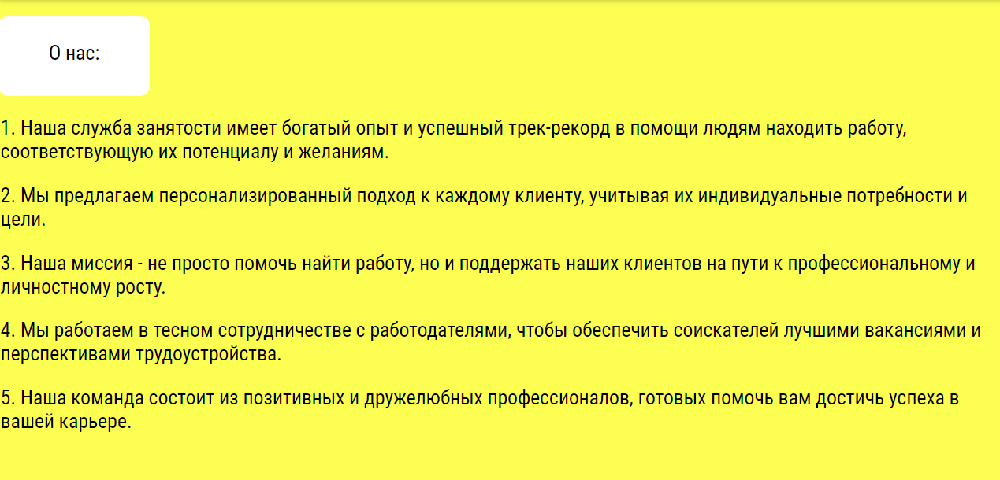 О нас:
1. Наша служба занятости имеет богатый опыт и успешный трек-рекорд в помощи людям находить работу,
соответствующую их потенциалу и желаниям.
2. Мы предлагаем персонализированный подход к каждому клиенту, учитывая их индивидуальные потребности и
цели.
3. Наша миссия - не просто помочь найти работу, но и поддержать наших клиентов на пути к профессиональному и
личностному росту.
4. Мы работаем в тесном сотрудничестве с работодателями, чтобы обеспечить соискателей лучшими вакансиями и
перспективами трудоустройства.
5. Наша команда состоит из позитивных и дружелюбных профессионалов, готовых помочь вам достичь успеха в
вашей карьере.